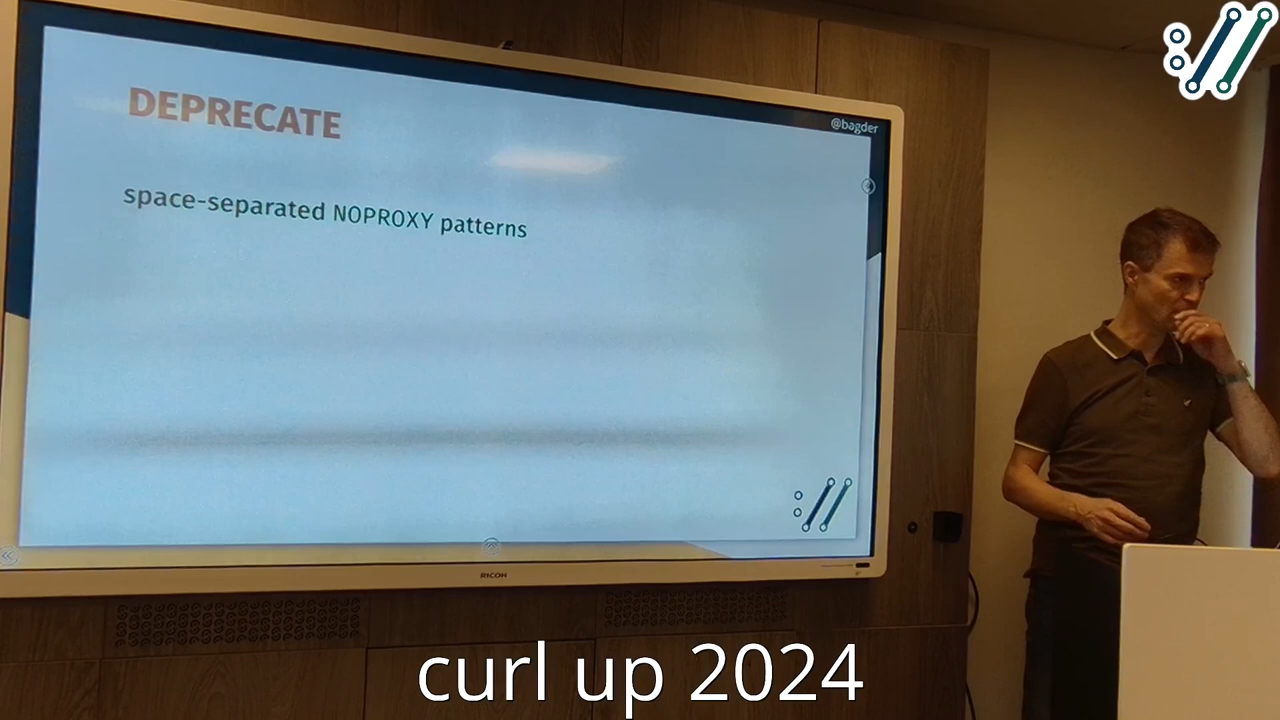 DEPRECATE
@bagder
space-separated NOPROXY patterns
RICOH
curl up 2024